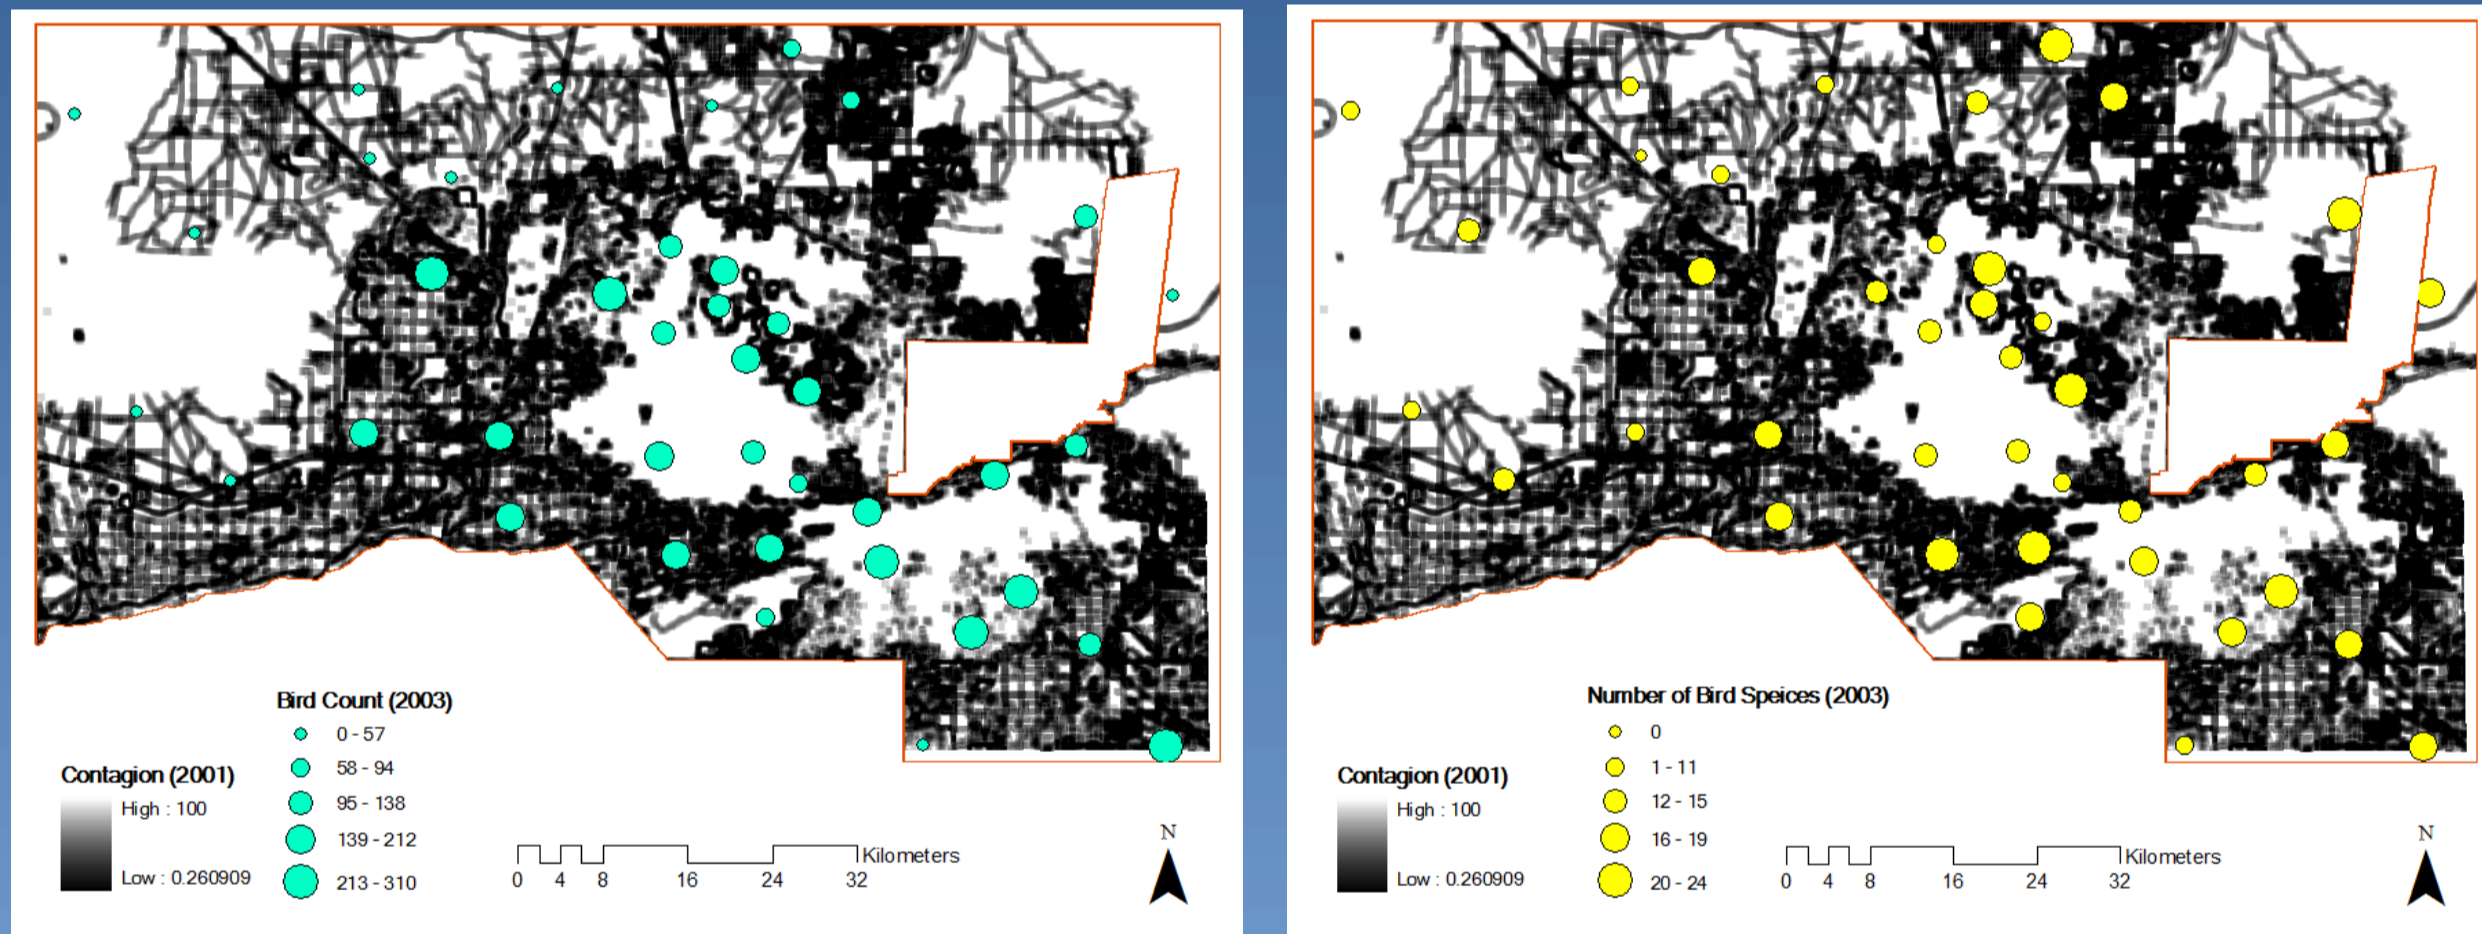 Bird Count (2003)
0 - 57
58 - 94
95 - 138
139 - 212
213 - 310
Contagion (2001)
High : 100
Low : 0.260909
0 4 8 16 24 32
Kilometers
N
Number of Bird Speices (2003)
0
1 - 11
12 - 15
16 - 19
20 - 24
Contagion (2001)
High : 100
Low : 0.260909
0 4 8 16 24 32
Kilometers
N